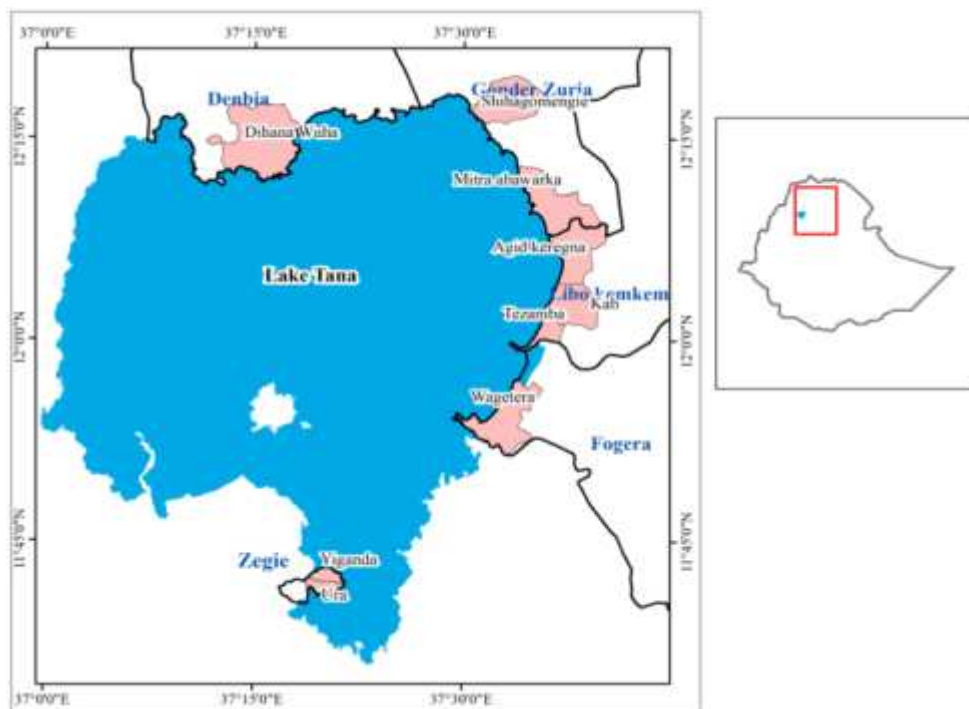 37°0'0"E
37°15'0"E
37°30'0"E
Denbia
Gonder Zuria
Shihagomengie
Dihana Wuha
12°15'0"N
12°15'0"N
Mitra abawarka
Agid keregna
Lake Tana
Libo kemkem
Kab
Tezamba
12°0'0"N
12°0'0"N
Wagetera
Fogera
11°45'0"N
11°45'0"N
Zegie
Yiganda
Ura
37°0'0"E
37°15'0"E
37°30'0"E